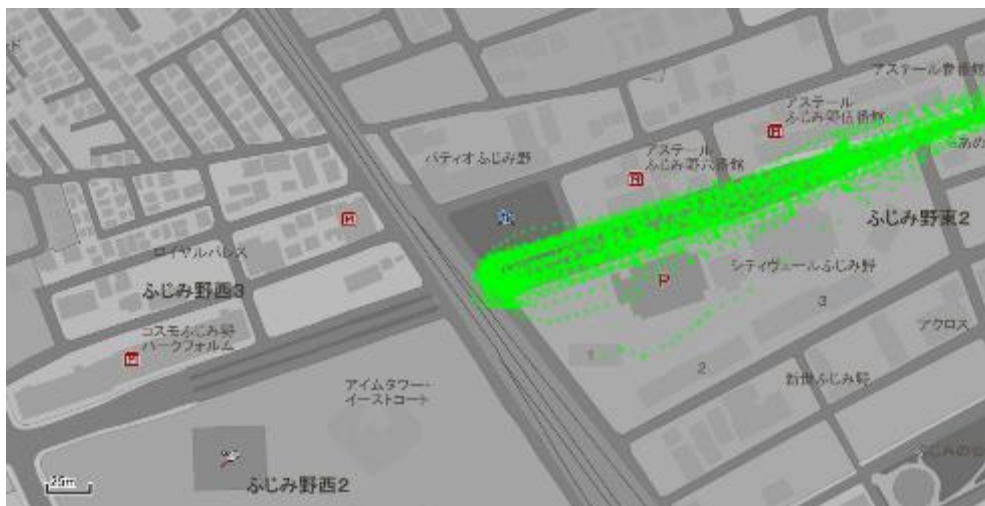 アステール壱番館
アステール
ふじみ野伍番館
アステール
ふじみ野六番館
パティオふじみ野
ふじみ野東2
ロイヤルパレス
シティヴェールふじみ野
P
ふじみ野西3
3
アクロス
コスモふじみ野
パークフォルム
1
2
新世ふじみ野
アイムタワー・
イーストコート
ふじみ野西2